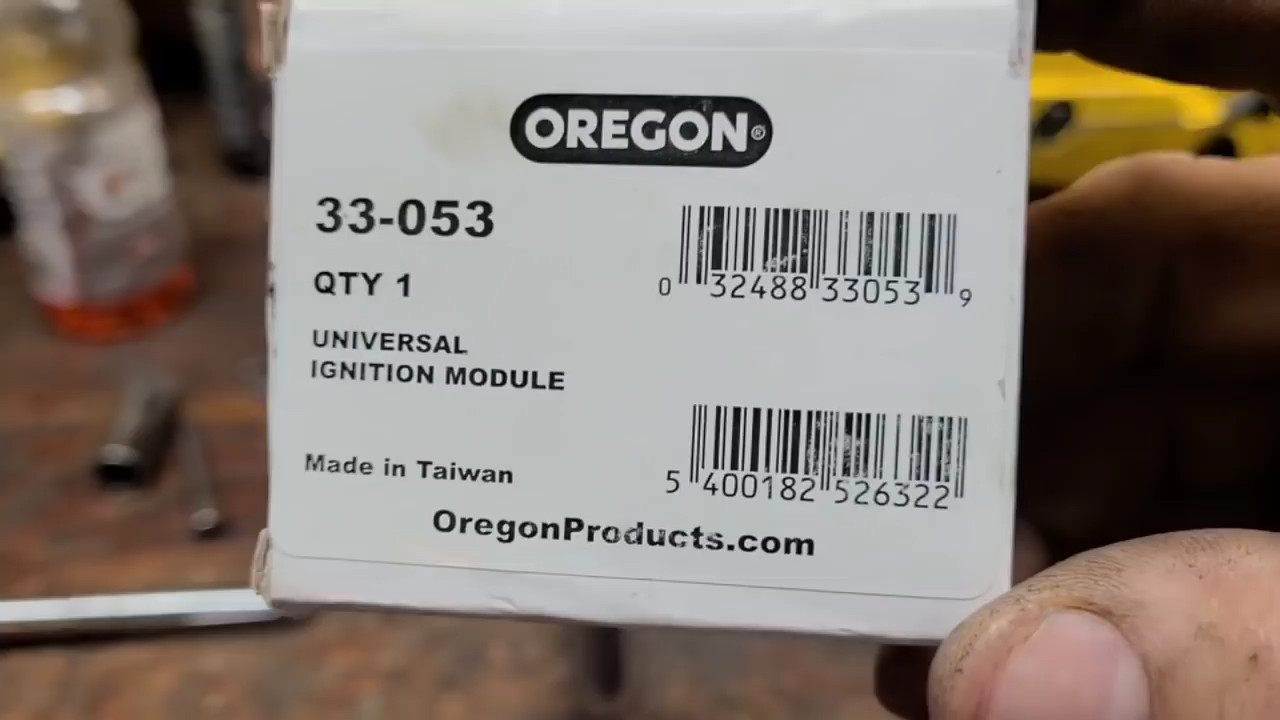 OREGON®
33-053
QTY 1
UNIVERSAL
IGNITION MODULE
Made in Taiwan
0 32488 33053 9
5 400182 526322
OregonProducts.com